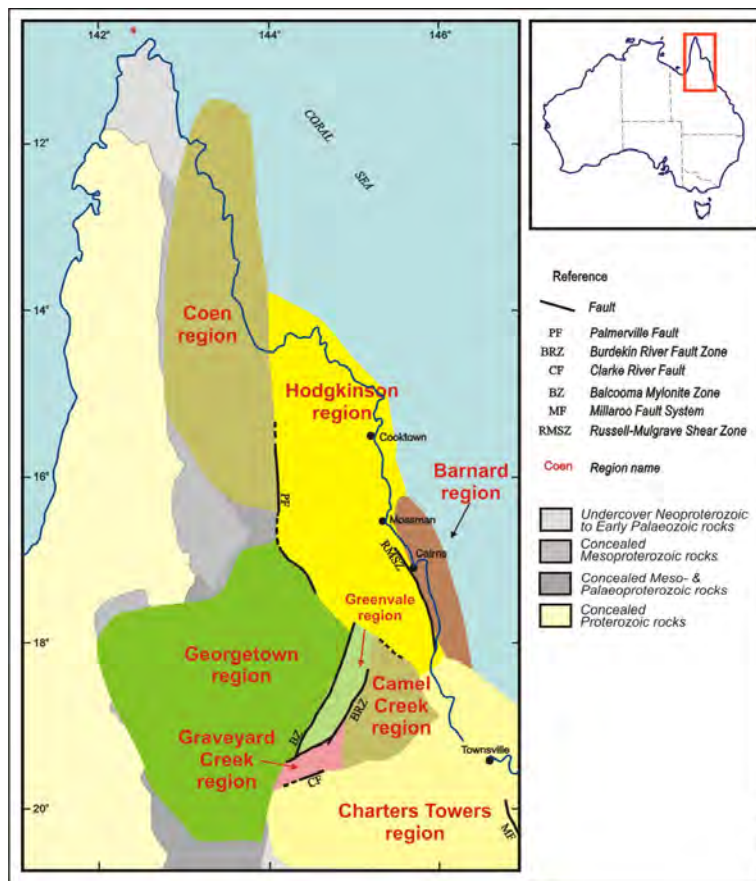 142°
144°
146°
12°
14°
16°
18°
20°
CORAL
SEA
Coen
region
Hodgkinson
region
Cooktown
Barnard
region
PF
Mossman
RMSZ
Cairns
Greenvale
region
Georgetown
region
Camel
Creek
region
BRZ
BZ
Graveyard
Creek
region
CF
Townsville
Charters Towers
region
MF
Reference
Fault
PF Palmerville Fault
BRZ Burdekin River Fault Zone
CF Clarke River Fault
BZ Balcooma Mylonite Zone
MF Millaroo Fault System
RMSZ Russell-Mulgrave Shear Zone
Coen Region name
Undercover Neoproterozoic
to Early Palaeozoic rocks
Concealed
Mesoproterozoic rocks
Concealed Meso- &
Palaeoproterozoic rocks
Concealed
Proterozoic rocks